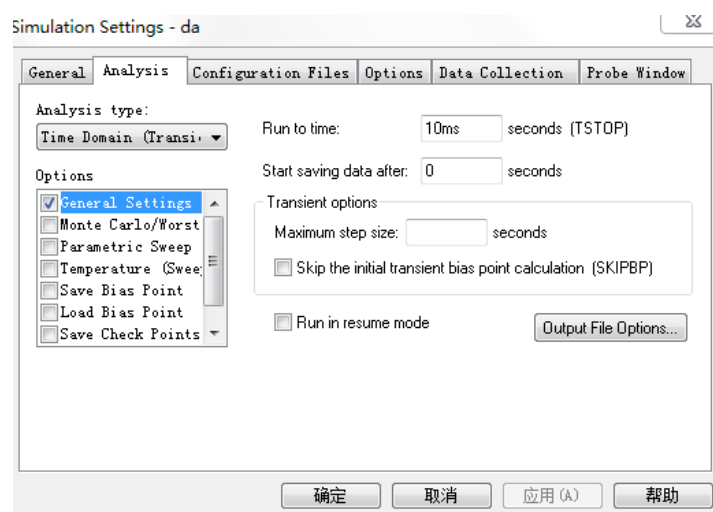 Simulation Settings - da
General Analysis Configuration Files Options Data Collection Probe Window
Analysis type:
Time Domain (Transi
Options
General Settings
Monte Carlo/Worst
Parametric Sweep
Temperature (Sweep
Save Bias Point
Load Bias Point
Save Check Points
Run to time: 10ms seconds (TSTOP)
Start saving data after: 0 seconds
Transient options
Maximum step size: seconds
Skip the initial transient bias point calculation (SKIPBP)
Run in resume mode
Output File Options...
确定 取消 应用(A) 帮助